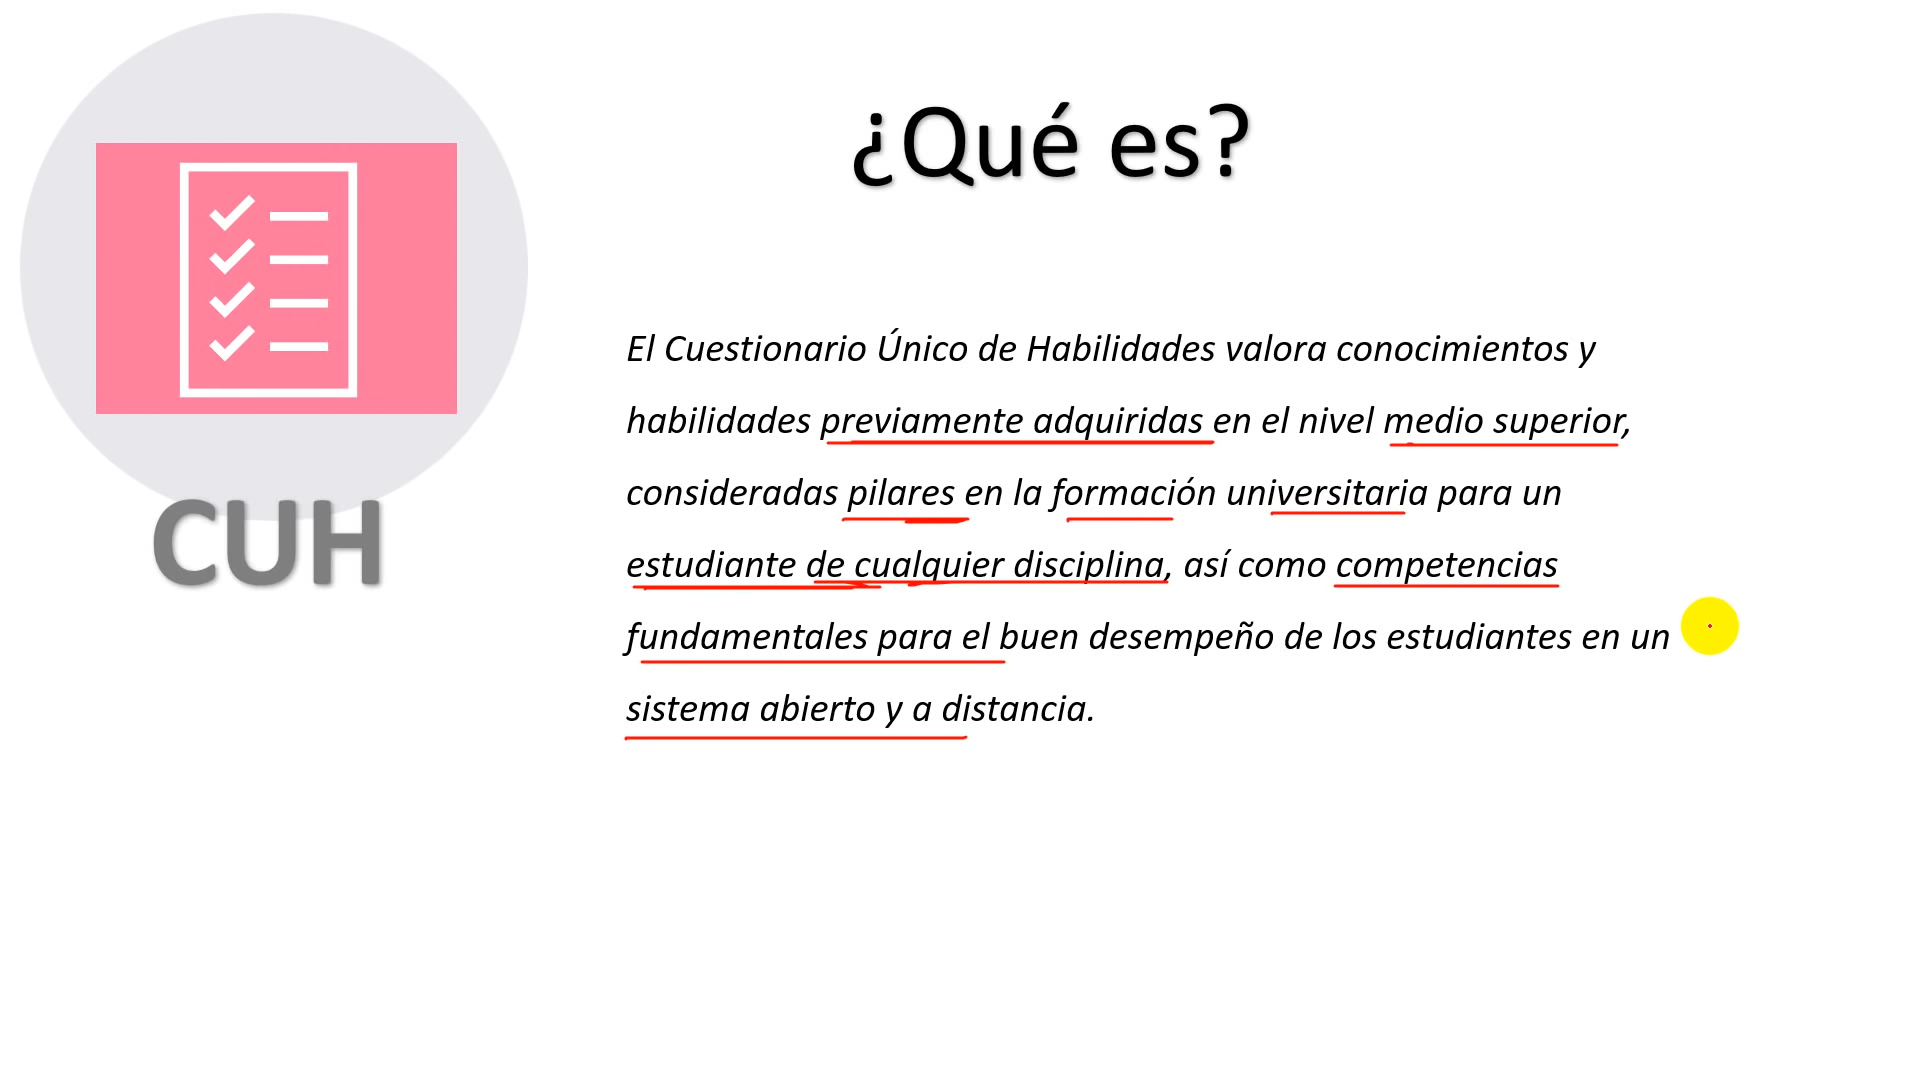 ¿Qué es?
El Cuestionario Único de Habilidades valora conocimientos y
habilidades previamente adquiridas en el nivel medio superior,
consideradas pilares en la formación universitaria para un
estudiante de cualquier disciplina, así como competencias
fundamentales para el buen desempeño de los estudiantes en un
sistema abierto y a distancia.
CUH